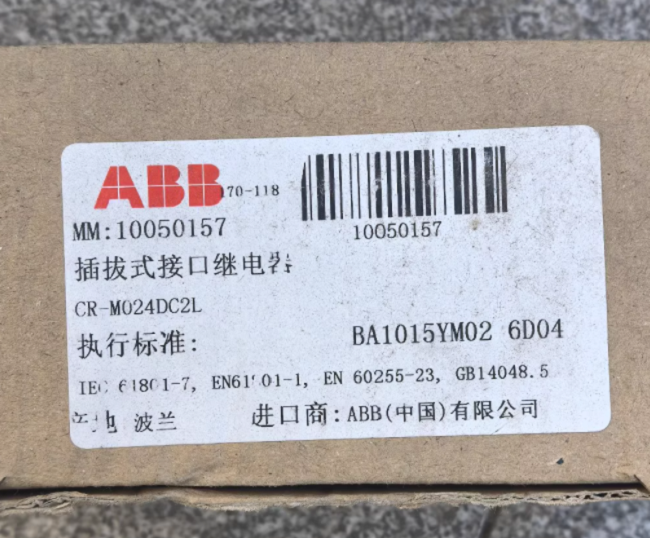 ABB 170-118
MM:10050157
10050157
插拔式接口继电器
CR-M024DC2L
执行标准:
BA1015YM02 6D04
EN 60255-23, GB14048.5
产地 波兰
进口商:ABB(中国)有限公司